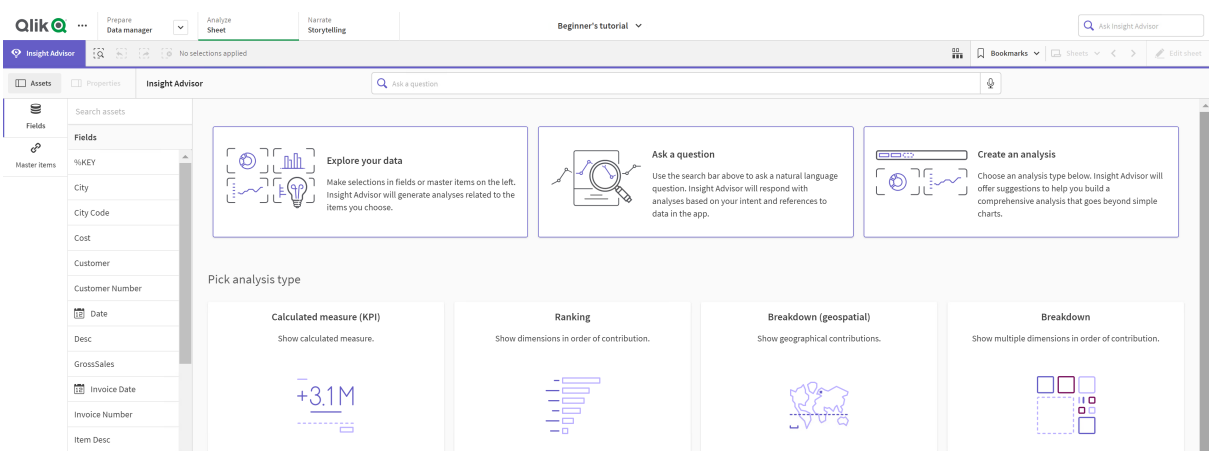 Qlik
Prepare
Data manager
Analyze
Sheet
Narrate
Storytelling
Beginner's tutorial
Ask Insight Advisor
Insight Advisor
No selections applied
Bookmarks
Sheets
Edit sheet
Assets
Properties
Insight Advisor
Ask a question
Fields
Master items
Search assets
Fields
%KEY
City
City Code
Cost
Customer
Customer Number
Date
Desc
GrossSales
Invoice Date
Invoice Number
Item Desc
Explore your data
Make selections in fields or master items on the left.
Insight Advisor will generate analyses related to the
items you choose.
Ask a question
Use the search bar above to ask a natural language
question. Insight Advisor will respond with
analyses based on your intent and references to
data in the app.
Create an analysis
Choose an analysis type below. Insight Advisor will
offer suggestions to help you build a
comprehensive analysis that goes beyond simple
charts.
Pick analysis type
Calculated measure (KPI)
Show calculated measure.
+3.1M
Ranking
Show dimensions in order of contribution.
Breakdown (geospatial)
Show geographical contributions.
Breakdown
Show multiple dimensions in order of contribution.